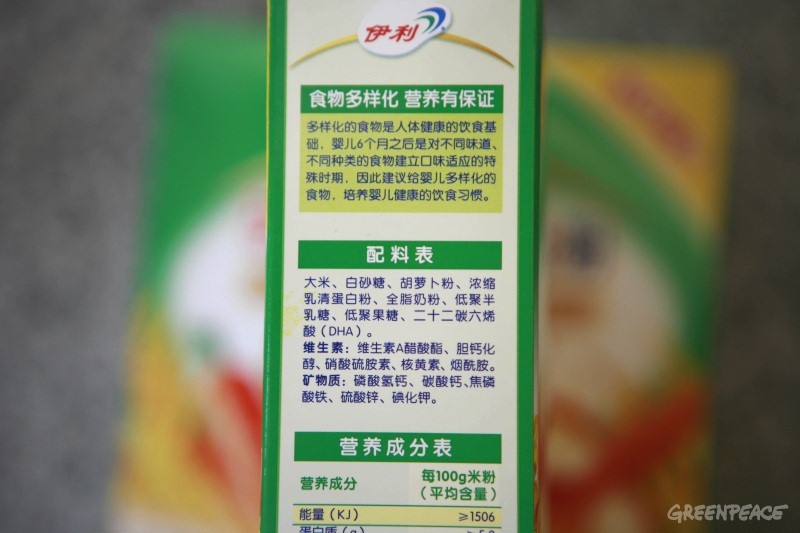 伊利
食物多样化 营养有保证
多样化的食物是人体健康的饮食基
础，婴儿6个月之后是对不同味道、
不同种类的食物建立口味适应的特
殊时期，因此建议给婴儿多样化的
食物，培养婴儿健康的饮食习惯。
配料表
大米、白砂糖、胡萝卜粉、浓缩
乳清蛋白粉、全脂奶粉、低聚半
乳糖、低聚果糖、二十二碳六烯
酸（DHA）。
维生素：维生素A醋酸酯、胆钙化
醇、硝酸硫胺素、核黄素、烟酰胺。
矿物质：磷酸氢钙、碳酸钙、焦磷
酸铁、硫酸锌、碘化钾。
营养成分表
营养成分
每100g米粉
（平均含量）
能量（KJ） ≥1506
蛋白质（g）
GREENPEACE